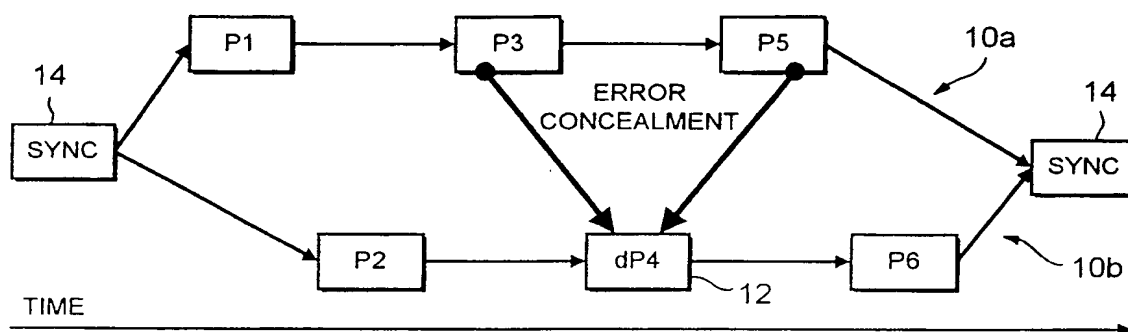 P1
P3
P5
10a
14
ERROR
CONCEALMENT
14
SYNC
SYNC
P2
dP4
P6
12
10b
TIME